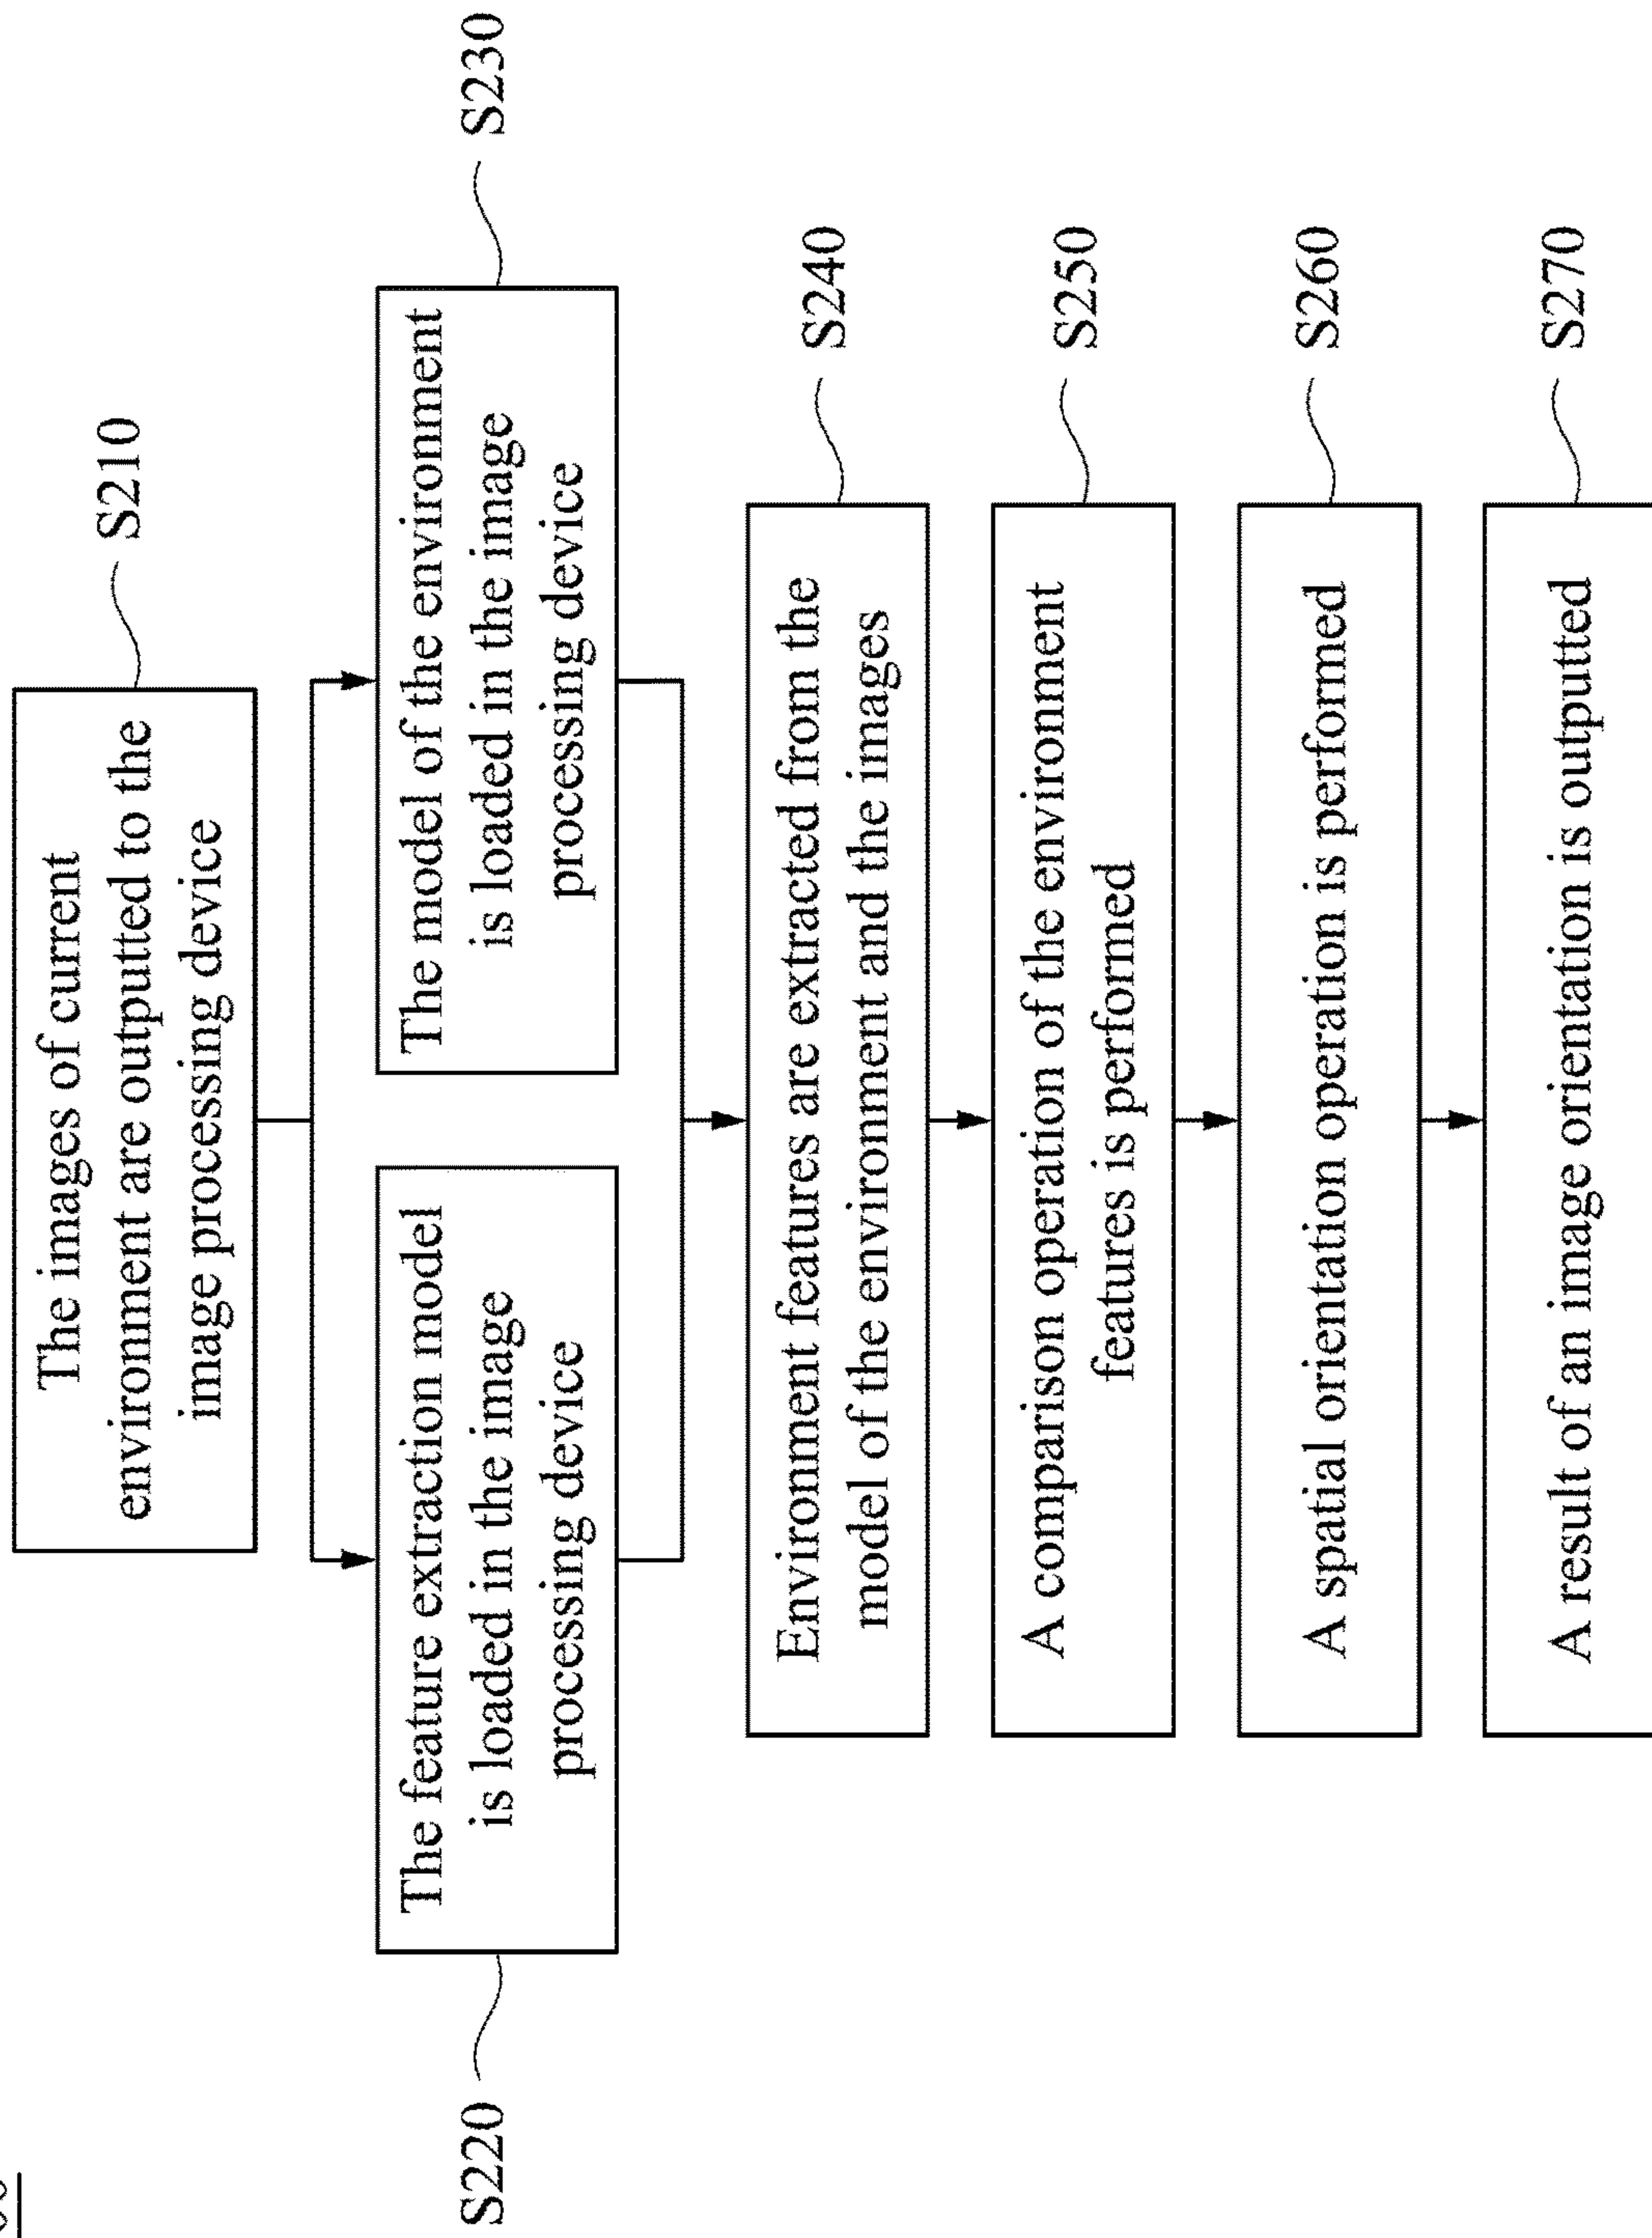 The images of current
environment are outputted to the
image processing device
S210
The feature extraction model
is loaded in the image
processing device
S220
The model of the environment
is loaded in the image
processing device
S230
Environment features are extracted from the
model of the environment and the images
S240
A comparison operation of the environment
features is performed
S250
A spatial orientation operation is performed
S260
A result of an image orientation is outputted
S270